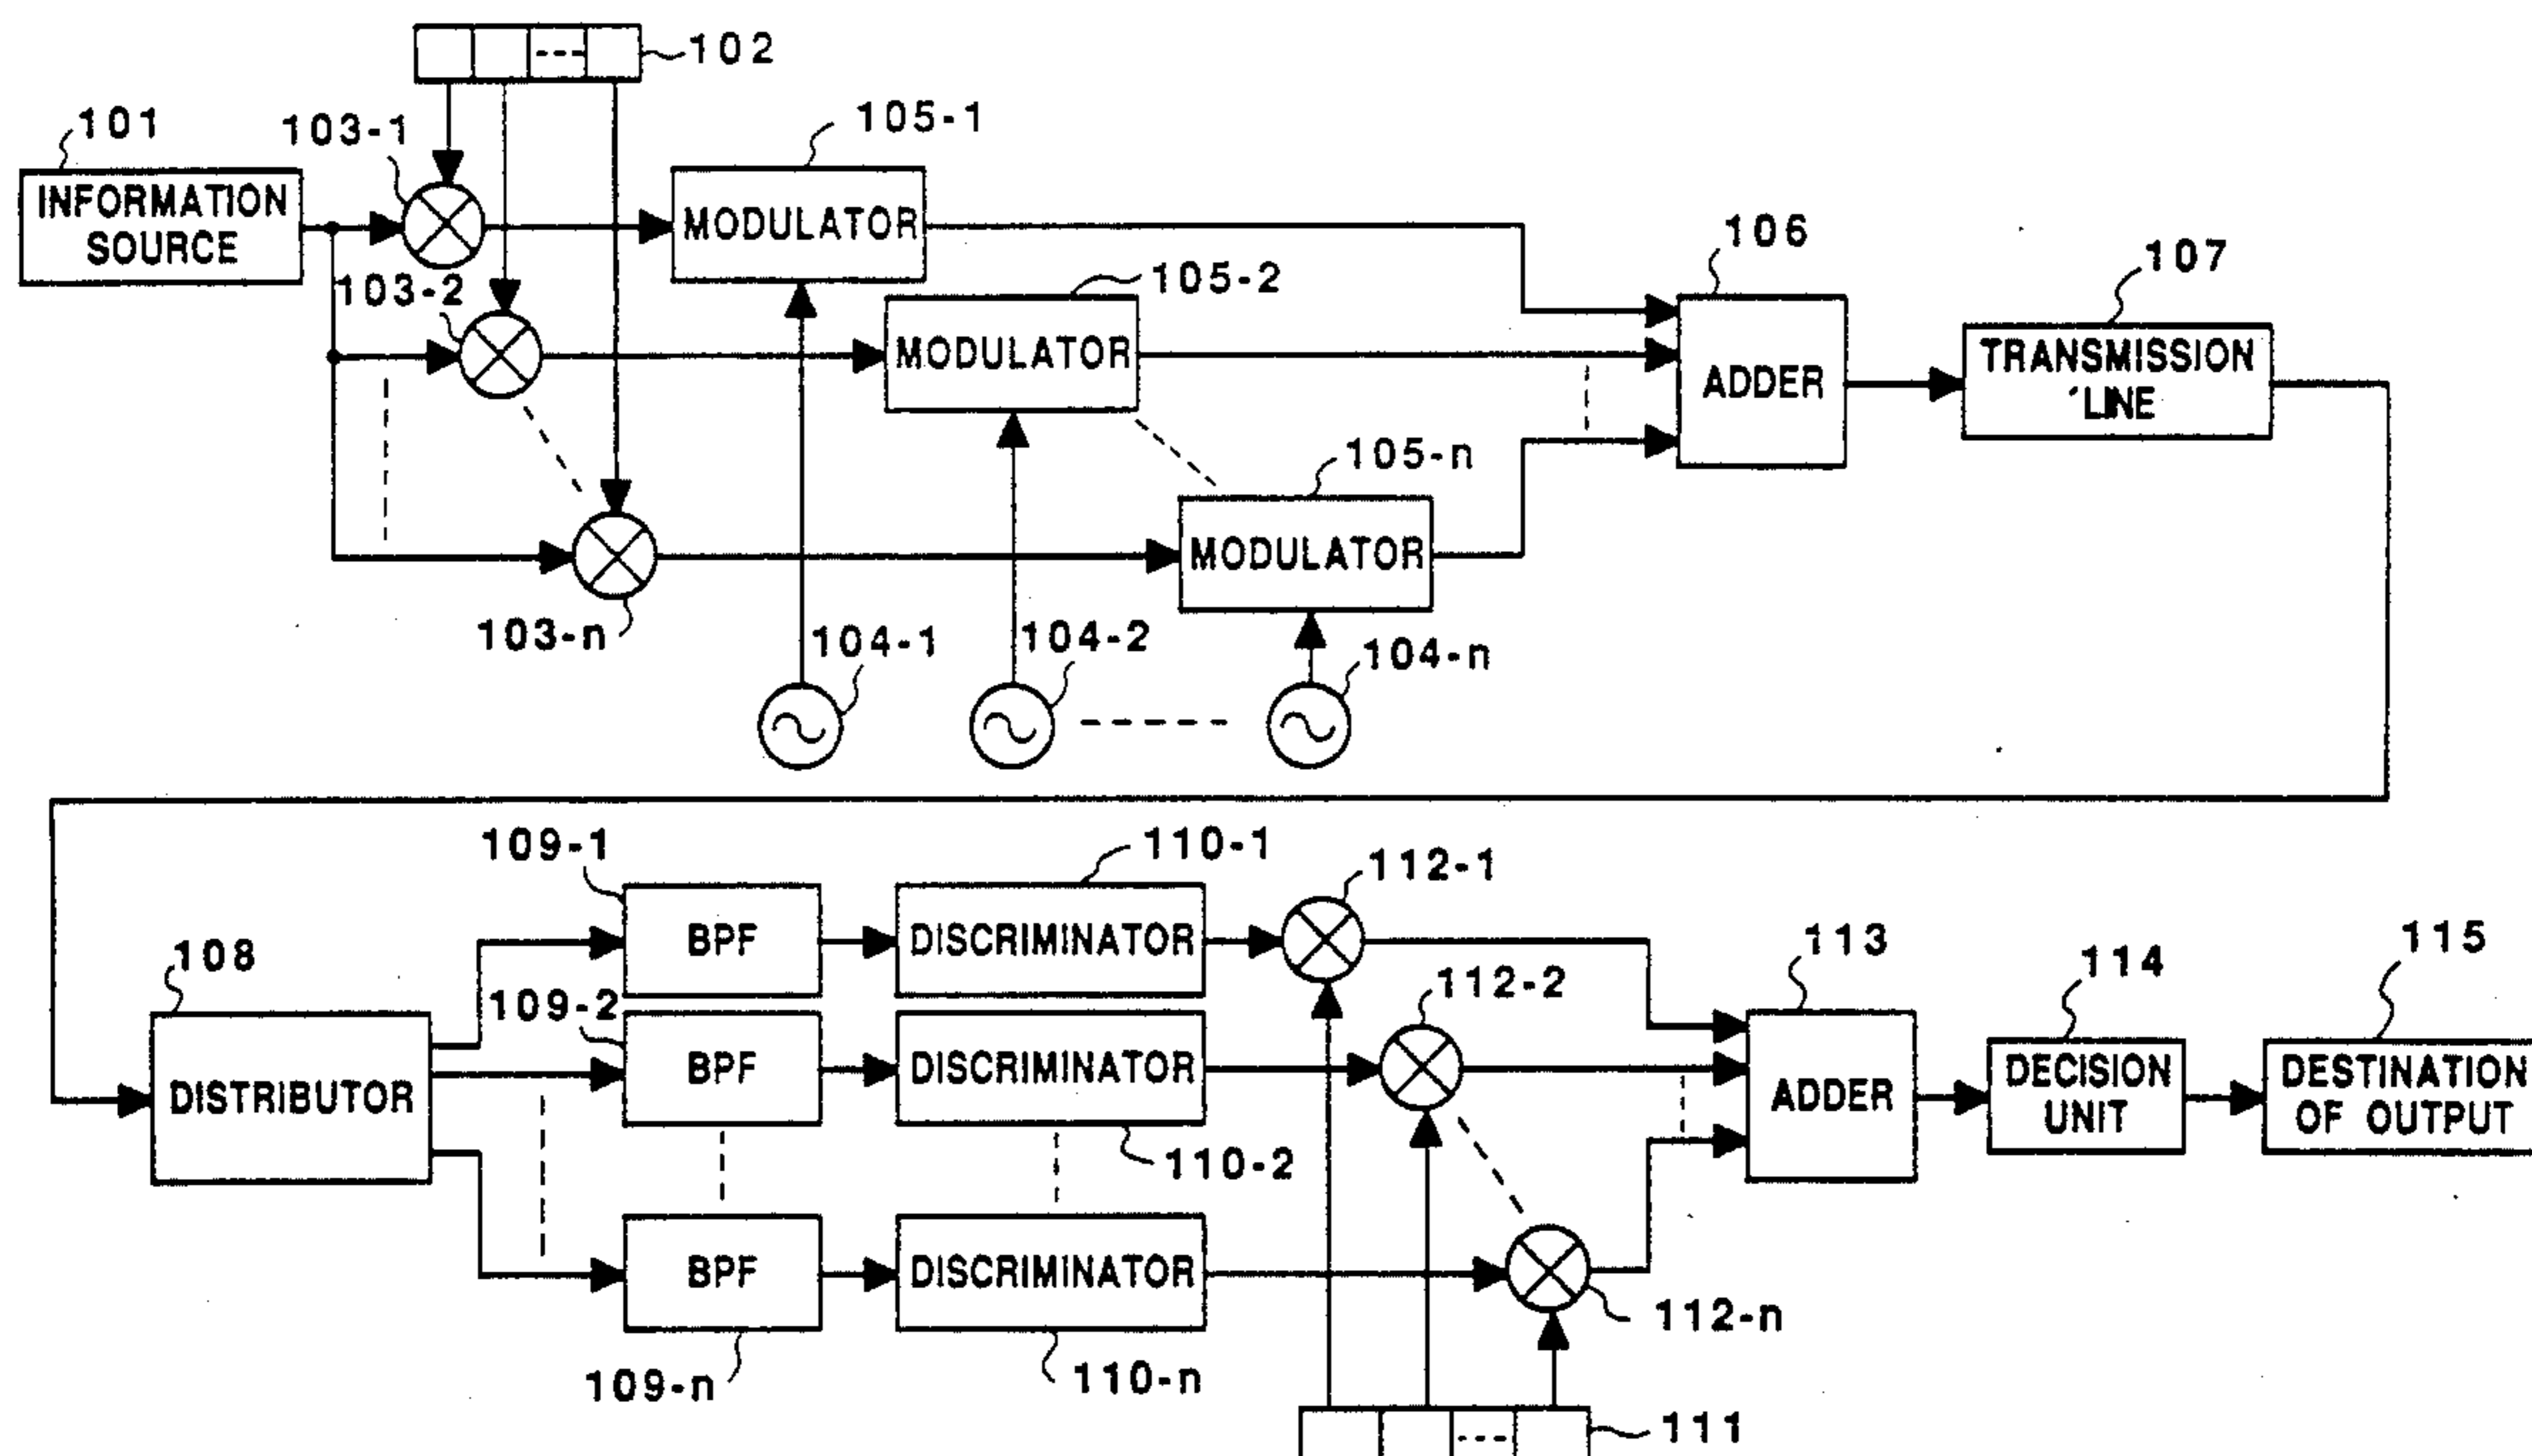 102
101
103-1
105-1
INFORMATION
SOURCE
MODULATOR
103-2
105-2
106
107
MODULATOR
ADDER
TRANSMISSION
LINE
105-n
MODULATOR
103-n
104-1
104-2
104-n
109-1
110-1
112-1
108
BPF
DISCRIMINATOR
113
114
115
109-2
112-2
DISTRIBUTOR
BPF
DISCRIMINATOR
ADDER
DECISION
UNIT
DESTINATION
OF OUTPUT
110-2
BPF
DISCRIMINATOR
112-n
109-n
110-n
111